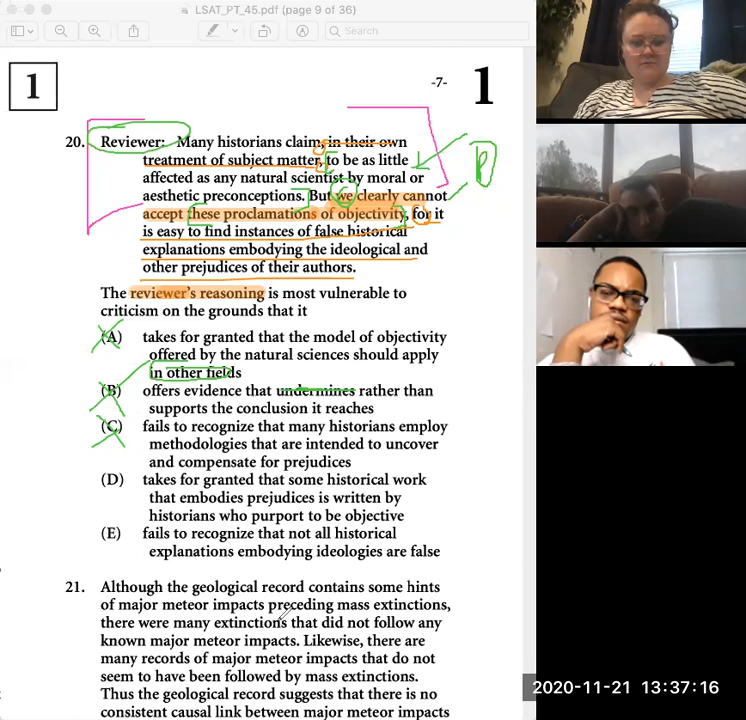 LSAT_PT_45.pdf (page 9 of 36)
Search
1
-7-
1
20. Reviewer: Many historians claim, in their own
treatment of subject matter, to be as little
affected as any natural scientist by moral or
aesthetic preconceptions. But we clearly cannot
accept these proclamations of objectivity, for it
is easy to find instances of false historical
explanations embodying the ideological and
other prejudices of their authors.
The reviewer's reasoning is most vulnerable to
criticism on the grounds that it
(A) takes for granted that the model of objectivity
offered by the natural sciences should apply
in other fields
(B) offers evidence that undermines rather than
supports the conclusion it reaches
(C) fails to recognize that many historians employ
methodologies that are intended to uncover
and compensate for prejudices
(D) takes for granted that some historical work
that embodies prejudices is written by
historians who purport to be objective
(E) fails to recognize that not all historical
explanations embodying ideologies are false
21. Although the geological record contains some hints
of major meteor impacts preceding mass extinctions,
there were many extinctions that did not follow any
known major meteor impacts. Likewise, there are
many records of major meteor impacts that do not
seem to have been followed by mass extinctions.
Thus the geological record suggests that there is no
consistent causal link between major meteor impacts
2020-11-21 13:37:16